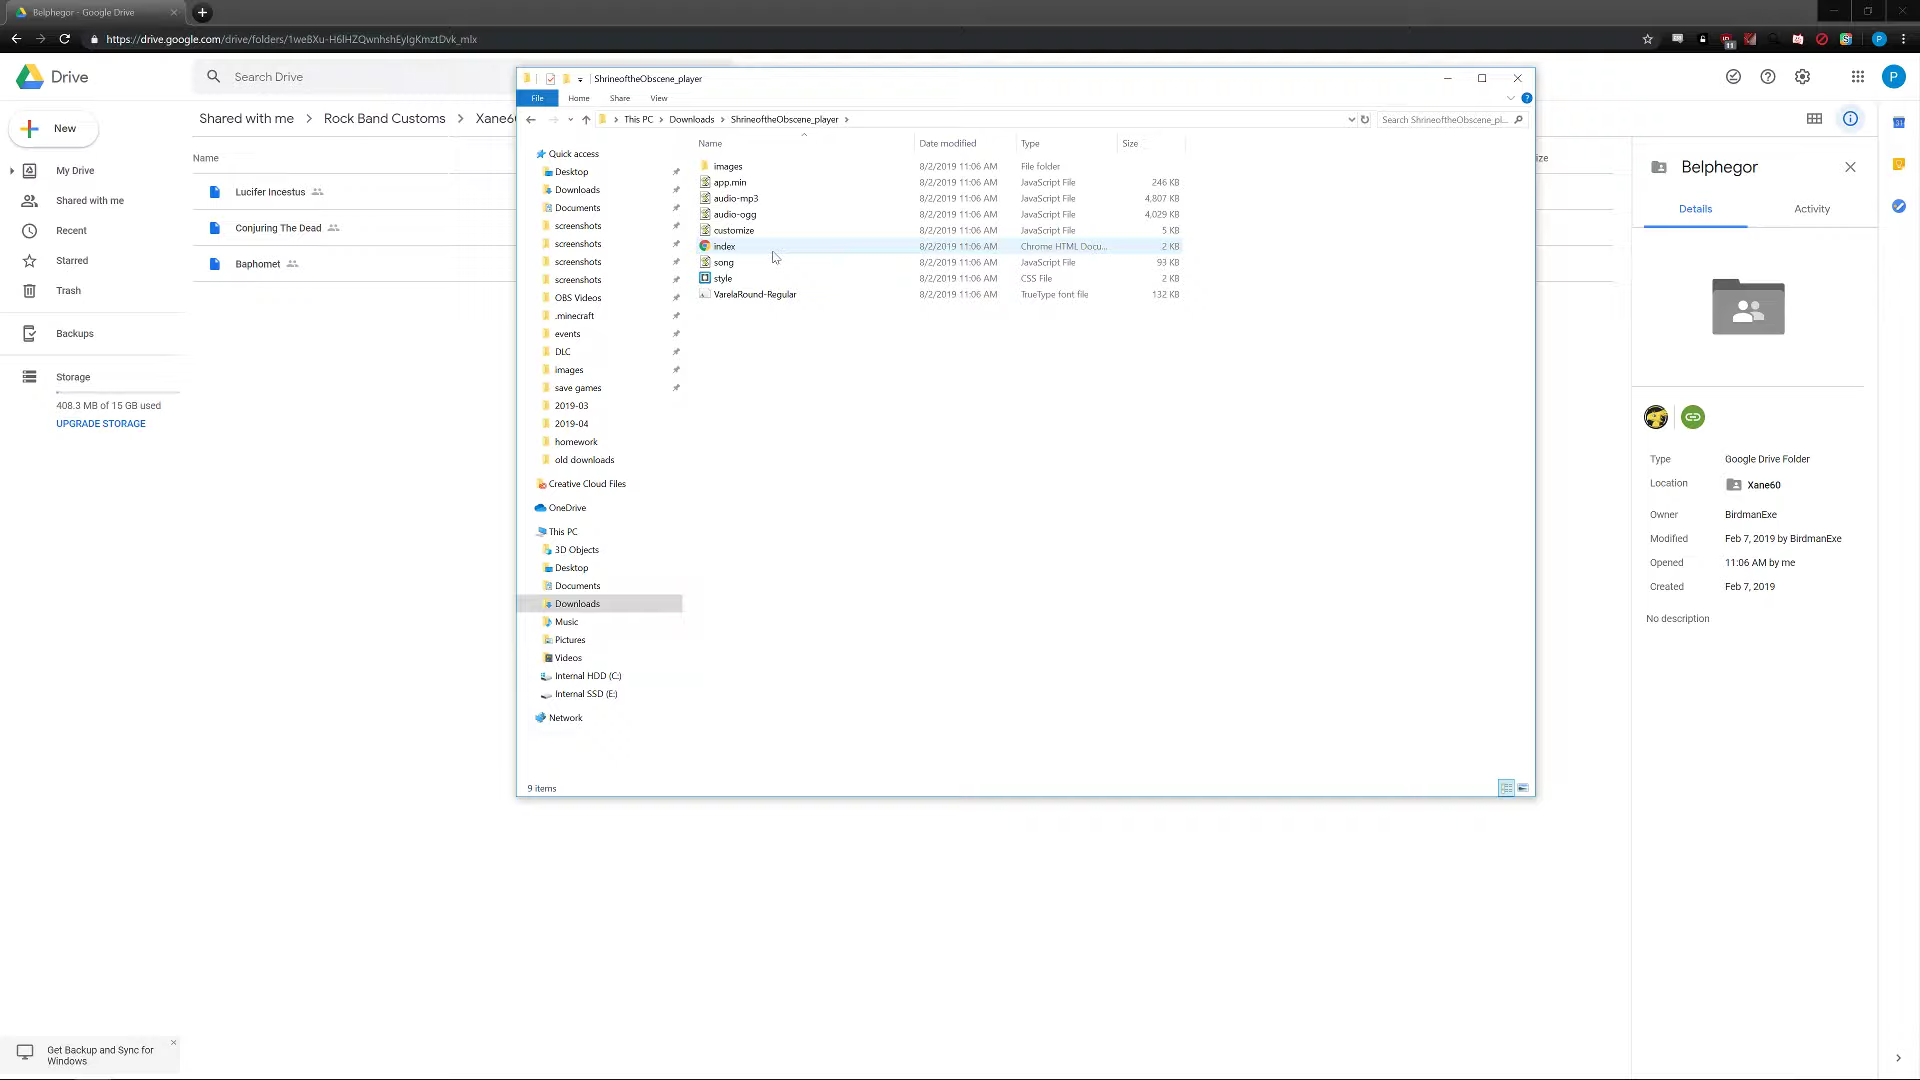 Belphegor - Google Drive
https://drive.google.com/drive/folders/1weBXu-H6lHZQwnhshEylgKmztDvk_mlx
11
P
Drive
Search Drive
P
New
Shared with me
Rock Band Customs
Xane6
Name
ize
My Drive
Shared with me
Recent
Starred
Trash
Backups
Storage
408.3 MB of 15 GB used
UPGRADE STORAGE
Lucifer Incestus
Conjuring The Dead
Baphomet
ShrineoftheObscene_player
File Home Share View
This PC > Downloads > ShrineoftheObscene_player >
Search ShrineoftheObscene_pl...
Name Date modified Type Size
images 8/2/2019 11:06 AM File folder
app.min 8/2/2019 11:06 AM JavaScript File 246 KB
audio-mp3 8/2/2019 11:06 AM JavaScript File 4,807 KB
audio-ogg 8/2/2019 11:06 AM JavaScript File 4,029 KB
customize 8/2/2019 11:06 AM JavaScript File 5 KB
index 8/2/2019 11:06 AM Chrome HTML Docu... 2 KB
song 8/2/2019 11:06 AM JavaScript File 93 KB
style 8/2/2019 11:06 AM CSS File 2 KB
VarelaRound-Regular 8/2/2019 11:06 AM TrueType font file 132 KB
Quick access
Desktop
Downloads
Documents
screenshots
screenshots
screenshots
screenshots
OBS Videos
.minecraft
events
DLC
images
save games
2019-03
2019-04
homework
old downloads
Creative Cloud Files
OneDrive
This PC
3D Objects
Desktop
Documents
Downloads
Music
Pictures
Videos
Internal HDD (C:)
Internal SSD (E:)
Network
9 items
Belphegor
Details Activity
Type Google Drive Folder
Location Xane60
Owner BirdmanExe
Modified Feb 7, 2019 by BirdmanExe
Opened 11:06 AM by me
Created Feb 7, 2019
No description
31
Get Backup and Sync for
Windows